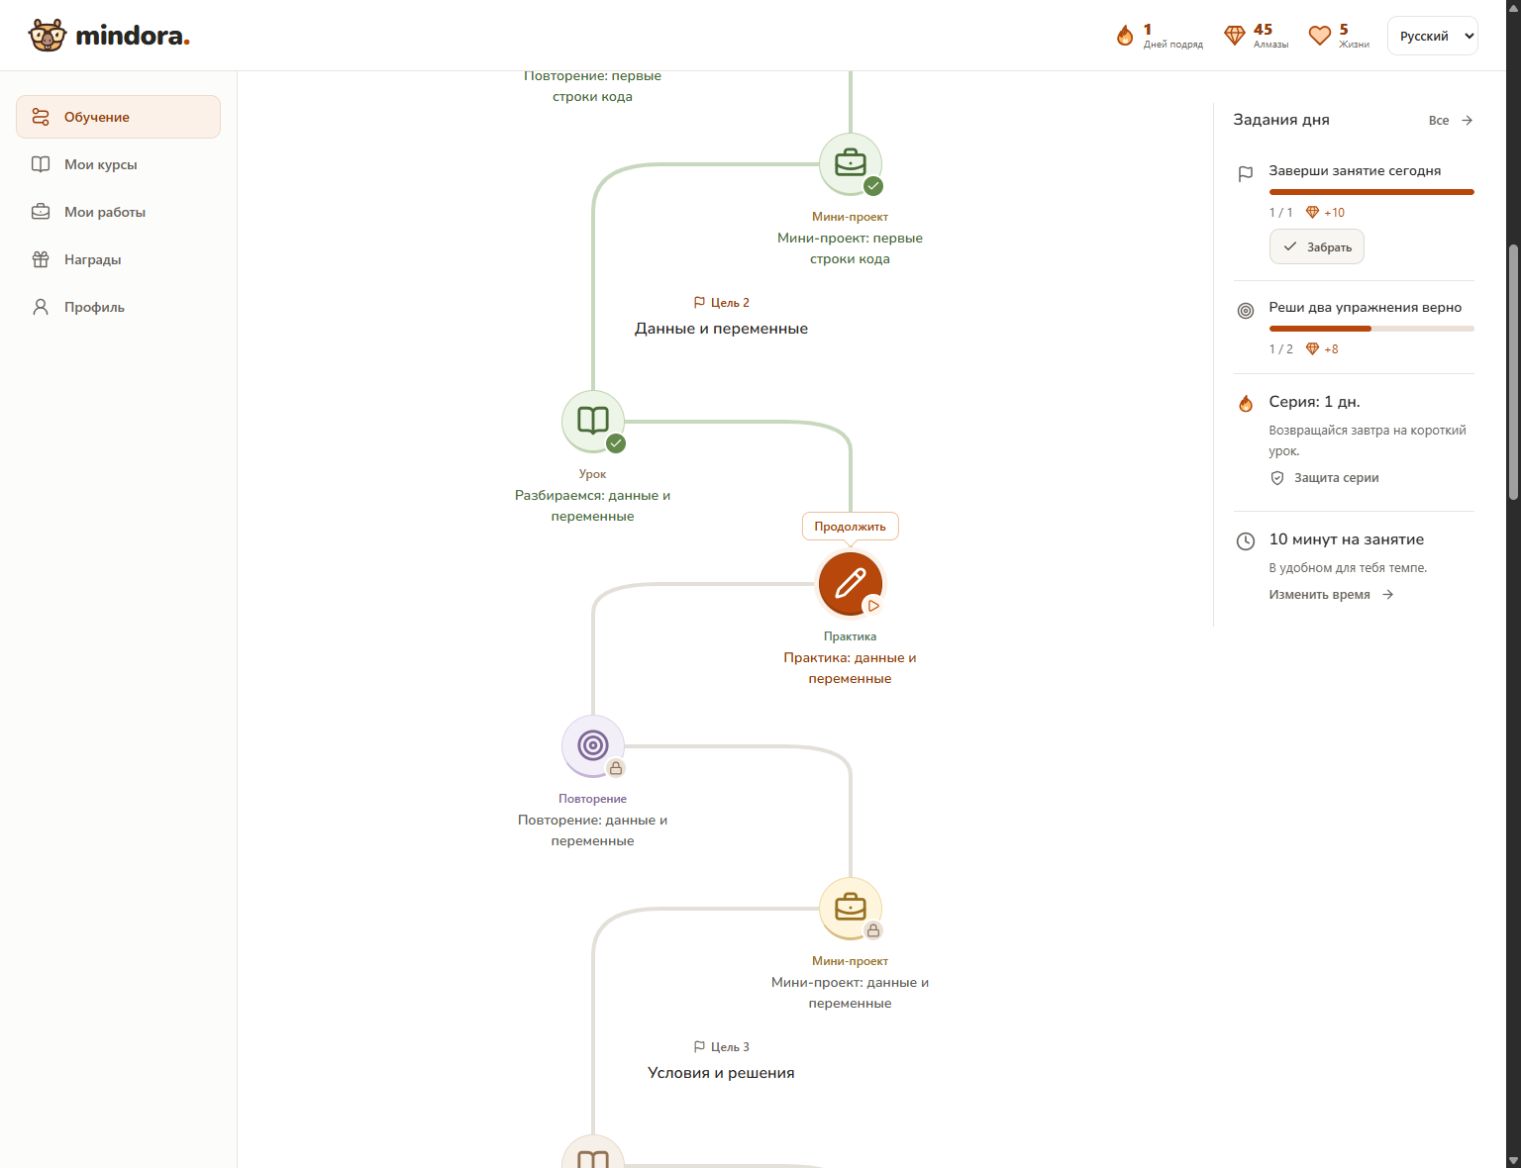 mindora.
1
Дней подряд
45
Алмазы
5
Жизни
Русский
Обучение
Мои курсы
Мои работы
Награды
Профиль
Повторение: первые
строки кода
Мини-проект
Мини-проект: первые
строки кода
Цель 2
Данные и переменные
Урок
Разбираемся: данные и
переменные
Продолжить
Практика
Практика: данные и
переменные
Повторение
Повторение: данные и
переменные
Мини-проект
Мини-проект: данные и
переменные
Цель 3
Условия и решения
Задания дня
Все
Заверши занятие сегодня
1 / 1 +10
Забрать
Реши два упражнения верно
1 / 2 +8
Серия: 1 дн.
Возвращайся завтра на короткий
урок.
Защита серии
10 минут на занятие
В удобном для тебя темпе.
Изменить время